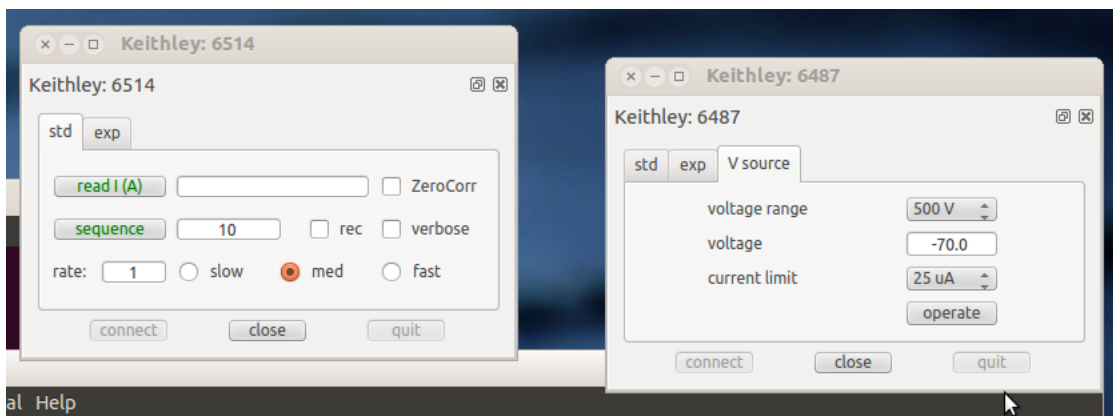 Keithley: 6514
Keithley: 6514
std exp
read I (A) ZeroCorr
sequence 10 rec verbose
rate: 1 slow med fast
connect close quit
Keithley: 6487
Keithley: 6487
std exp V source
voltage range 500 V
voltage -70.0
current limit 25 uA
operate
connect close quit
al Help